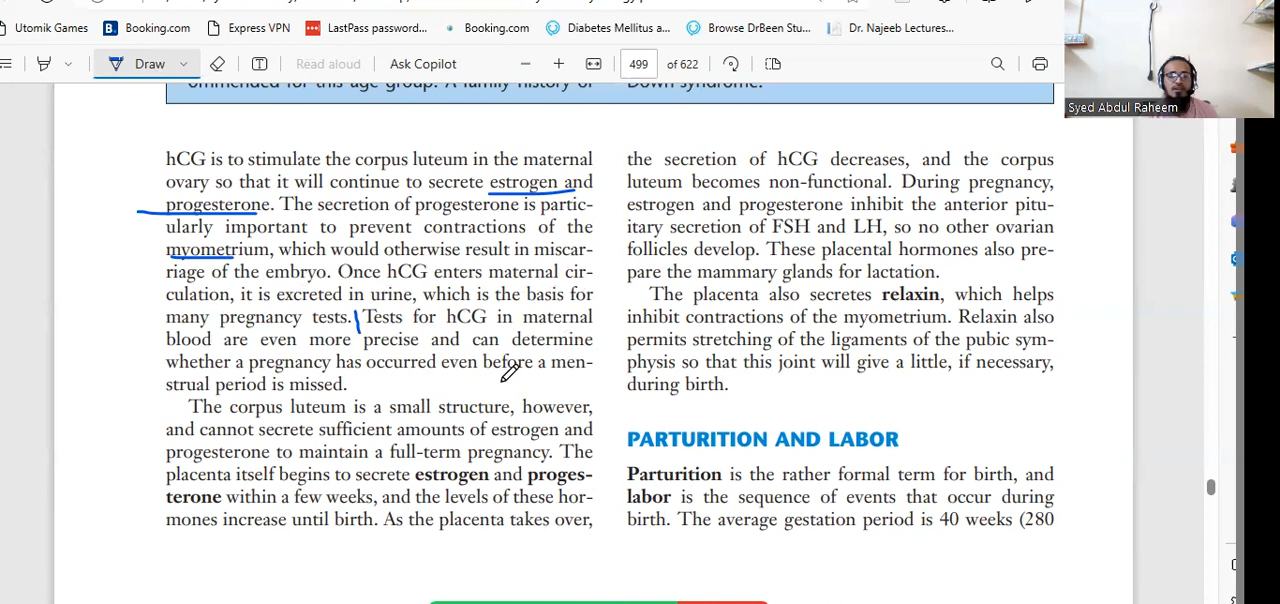 Utomik Games
Booking.com
Express VPN
LastPass password...
Booking.com
Diabetes Mellitus a...
Browse DrBeen Stu...
Dr. Najeeb Lectures...
Draw
Read aloud
Ask Copilot
499
of 622
Syed Abdul Raheem
hCG is to stimulate the corpus luteum in the maternal
ovary so that it will continue to secrete estrogen and
progesterone. The secretion of progesterone is partic-
ularly important to prevent contractions of the
myometrium, which would otherwise result in miscar-
riage of the embryo. Once hCG enters maternal cir-
culation, it is excreted in urine, which is the basis for
many pregnancy tests. Tests for hCG in maternal
blood are even more precise and can determine
whether a pregnancy has occurred even before a men-
strual period is missed.
The corpus luteum is a small structure, however,
and cannot secrete sufficient amounts of estrogen and
progesterone to maintain a full-term pregnancy. The
placenta itself begins to secrete estrogen and proges-
terone within a few weeks, and the levels of these hor-
mones increase until birth. As the placenta takes over,
the secretion of hCG decreases, and the corpus
luteum becomes non-functional. During pregnancy,
estrogen and progesterone inhibit the anterior pitu-
itary secretion of FSH and LH, so no other ovarian
follicles develop. These placental hormones also pre-
pare the mammary glands for lactation.
The placenta also secretes relaxin, which helps
inhibit contractions of the myometrium. Relaxin also
permits stretching of the ligaments of the pubic sym-
physis so that this joint will give a little, if necessary,
during birth.
PARTURITION AND LABOR
Parturition is the rather formal term for birth, and
labor is the sequence of events that occur during
birth. The average gestation period is 40 weeks (280